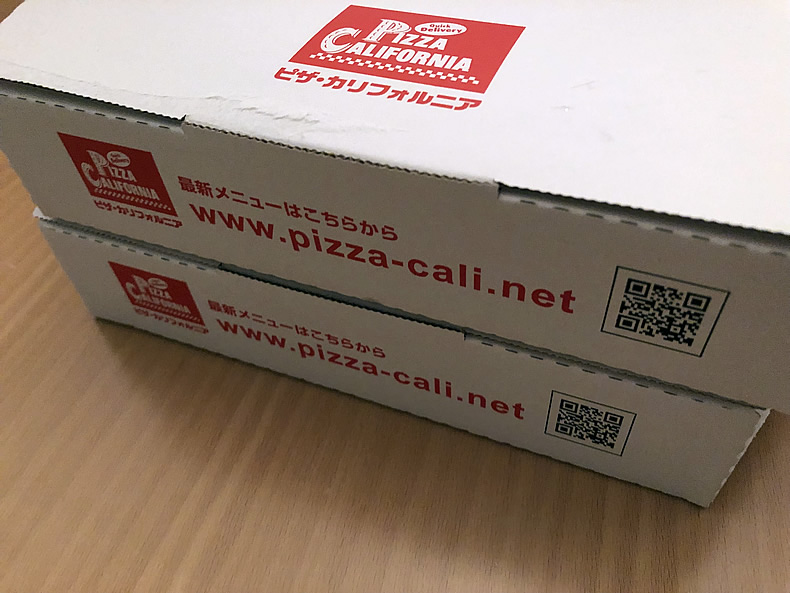 Quick
Delivery
PIZZA
CALIFORNIA
ピザ・カリフォルニア
PIZZA
CALIFORNIA
ピザ・カリフォルニア
最新メニューはこちらから
www.pizza-cali.net
PIZZA
CALIFORNIA
ピザ・カリフォルニア
最新メニューはこちらから
www.pizza-cali.net